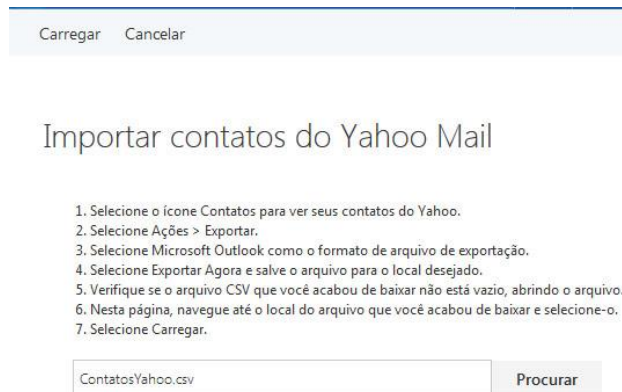 Carregar Cancelar
Importar contatos do Yahoo Mail
1. Selecione o ícone Contatos para ver seus contatos do Yahoo.
2. Selecione Ações > Exportar.
3. Selecione Microsoft Outlook como o formato de arquivo de exportação.
4. Selecione Exportar Agora e salve o arquivo para o local desejado.
5. Verifique se o arquivo CSV que você acabou de baixar não está vazio, abrindo o arquivo.
6. Nesta página, navegue até o local do arquivo que você acabou de baixar e selecione-o.
7. Selecione Carregar.
ContatosYahoo.csv Procurar